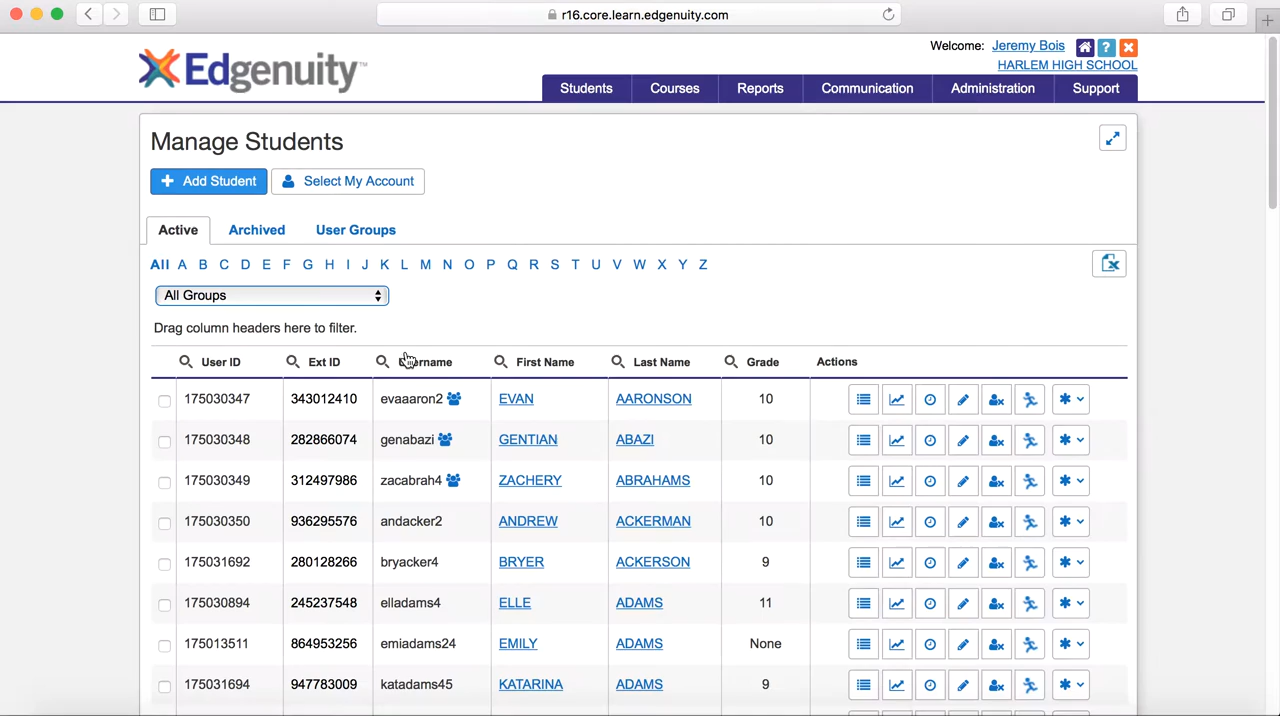 r16.core.learn.edgenuity.com
Welcome: Jeremy Bois ?
HARLEM HIGH SCHOOL
Edgenuity™
Students Courses Reports Communication Administration Support
Manage Students
+ Add Student Select My Account
Active Archived User Groups
All A B C D E F G H I J K L M N O P Q R S T U V W X Y Z
All Groups
Drag column headers here to filter.
User ID Ext ID Username First Name Last Name Grade Actions
175030347 343012410 evaaaron2 EVAN AARONSON 10
175030348 282866074 genabazi GENTIAN ABAZI 10
175030349 312497986 zacabrah4 ZACHERY ABRAHAMS 10
175030350 936295576 andacker2 ANDREW ACKERMAN 10
175031692 280128266 bryacker4 BRYER ACKERSON 9
175030894 245237548 elladams4 ELLE ADAMS 11
175013511 864953256 emiadams24 EMILY ADAMS None
175031694 947783009 katadams45 KATARINA ADAMS 9